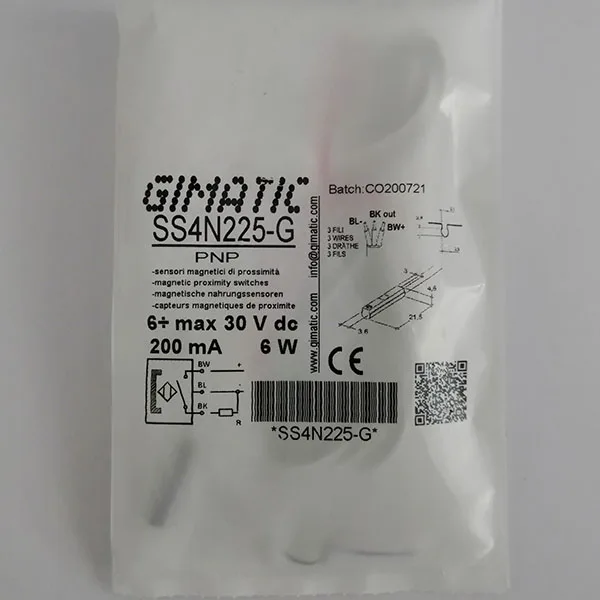 GIMATIC
SS4N225-G
PNP
-sensori magnetici di prossimità
-magnetic proximity switches
-magnetische nahrungssensoren
-capteurs magnetiques de proximite
6÷ max 30 V dc
200 mA 6 W
BW +
BL -
BK
R
www.gimatic.com info@gimatic.com
Batch:CO200721
BK out
BL- BW+
3 FILI
3 WIRES
3 DRÄTHE
3 FILS
3
4,6
21,5
3,6
CE
*SS4N225-G*